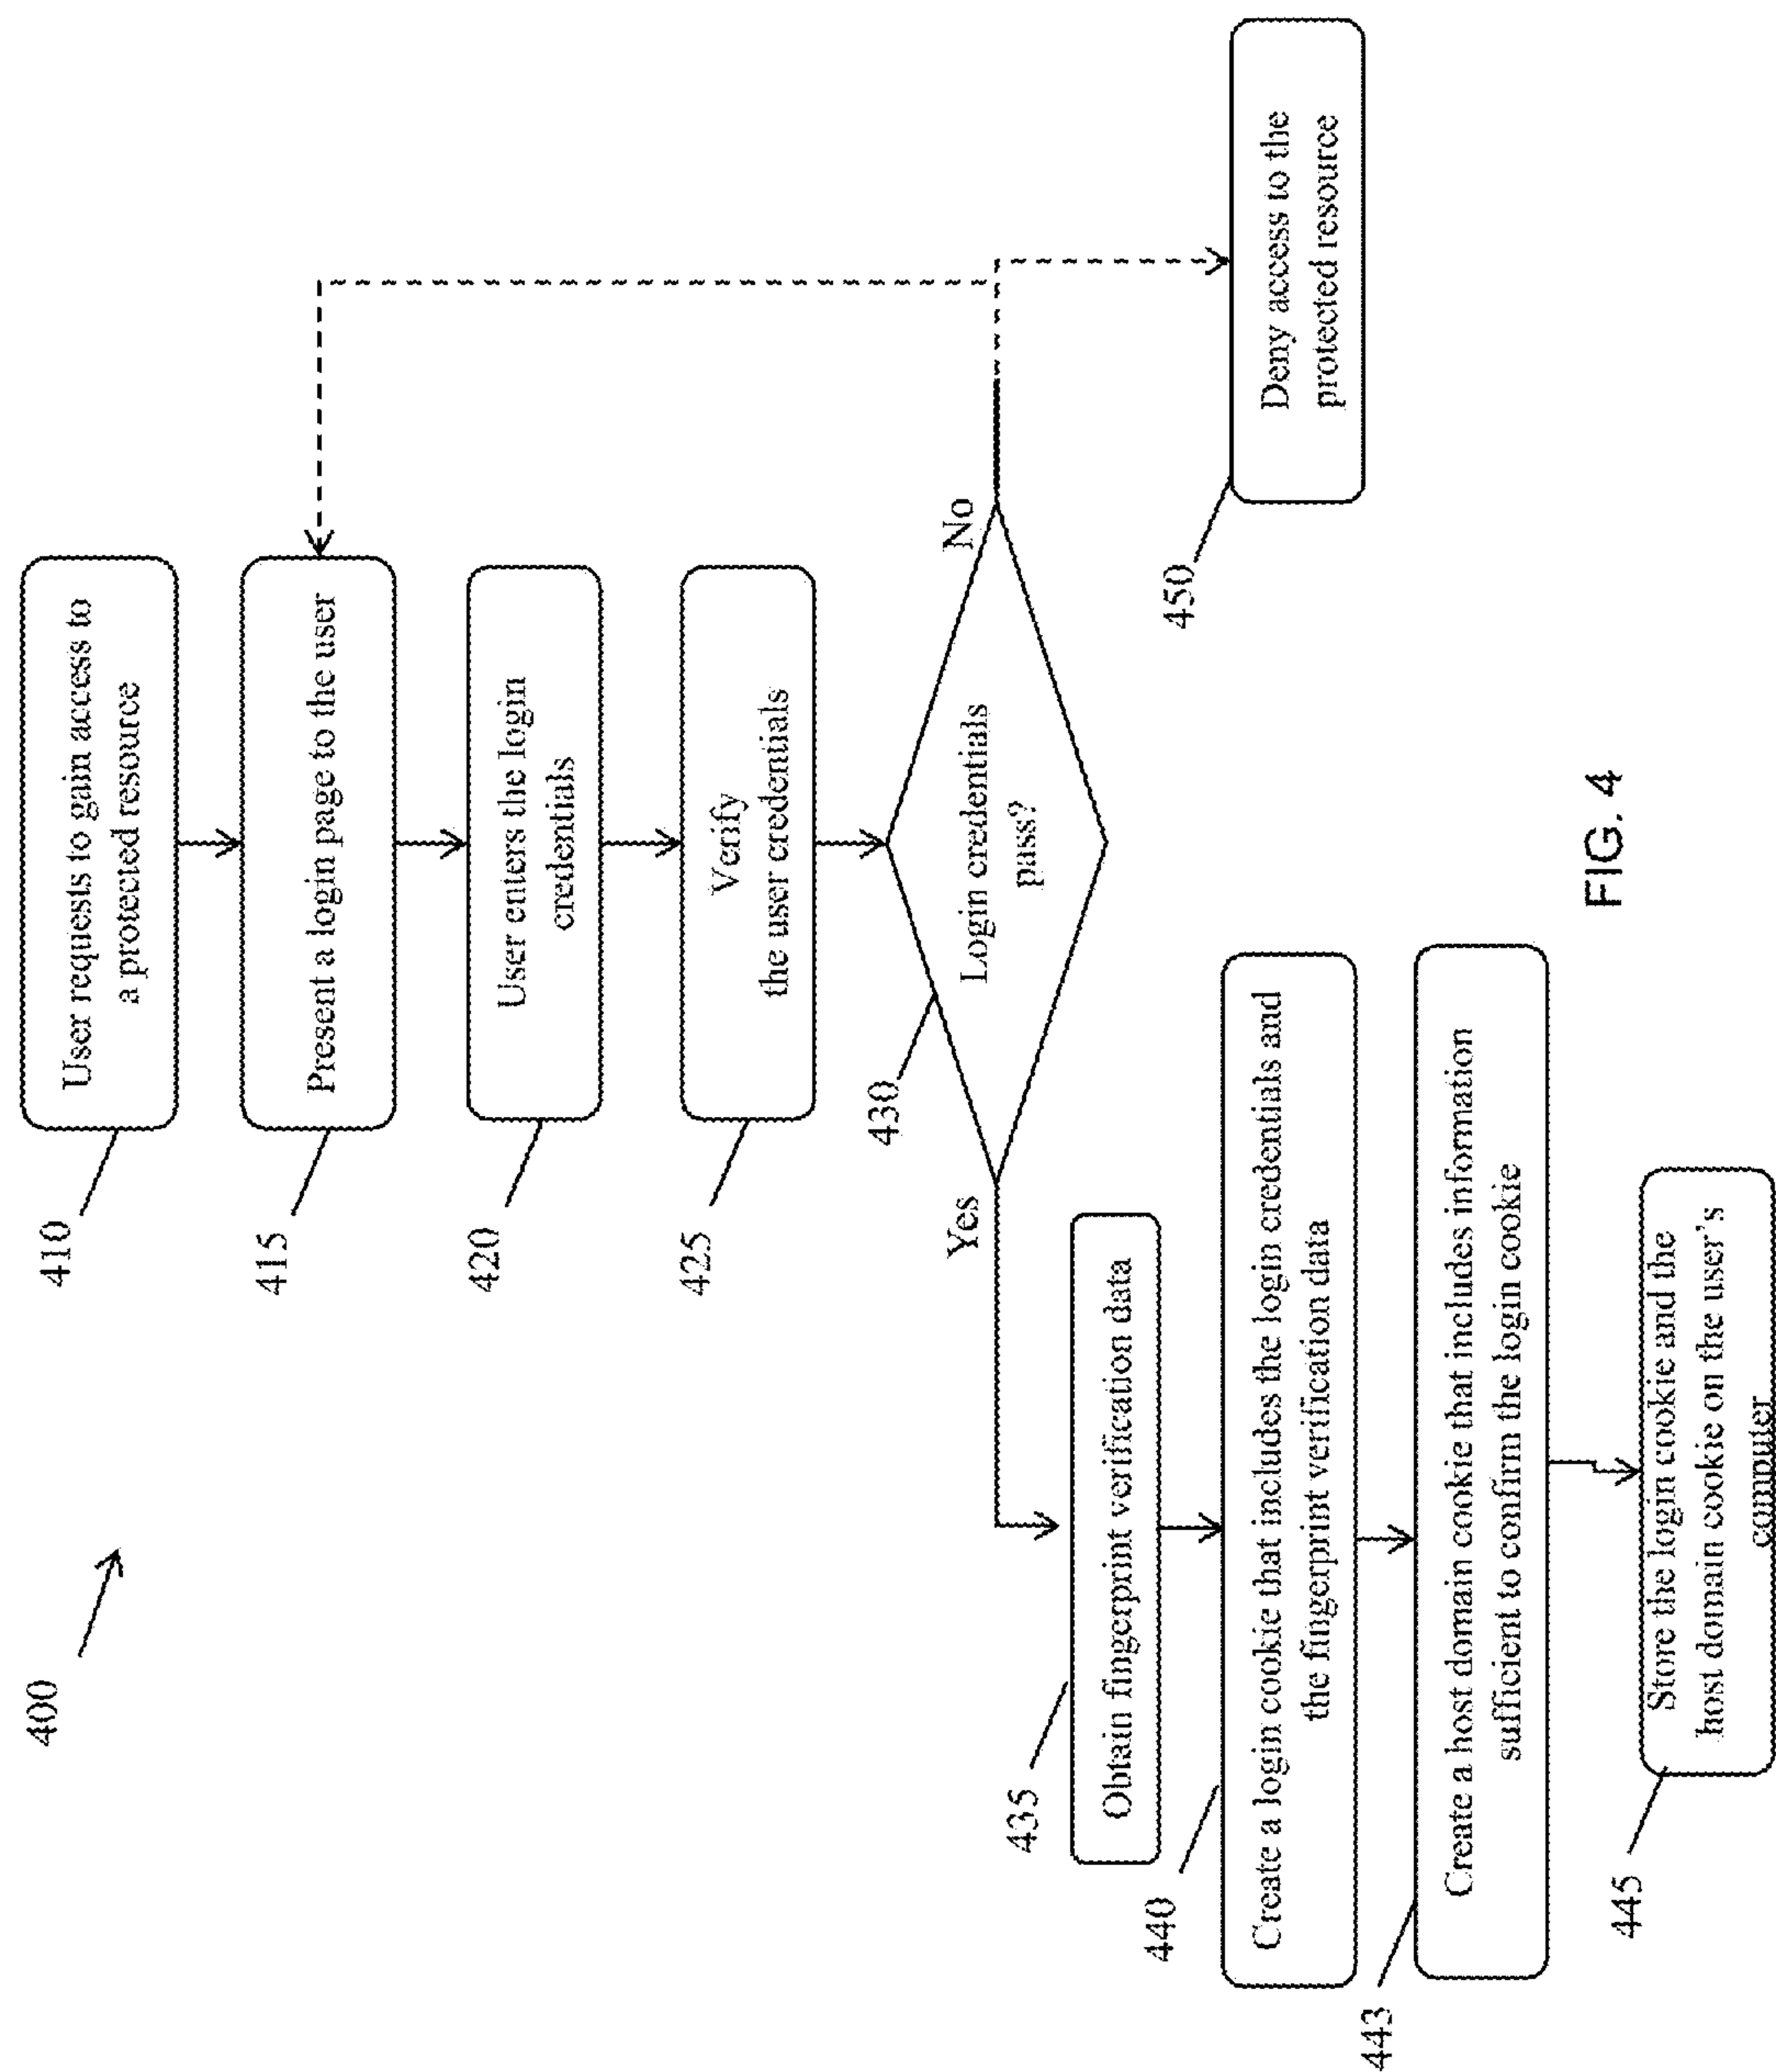 400
410
User requests to gain access to
a protected resource
415
Present a login page to the user
420
User enters the login
credentials
425
Verify
the user credentials
430
Login credentials
pass?
Yes
No
435
Obtain fingerprint verification data
440
Create a login cookie that includes the login credentials and
the fingerprint verification data
443
Create a host domain cookie that includes information
sufficient to confirm the login cookie
445
Store the login cookie and the
host domain cookie on the user's
computer
450
Deny access to the
protected resource
FIG. 4